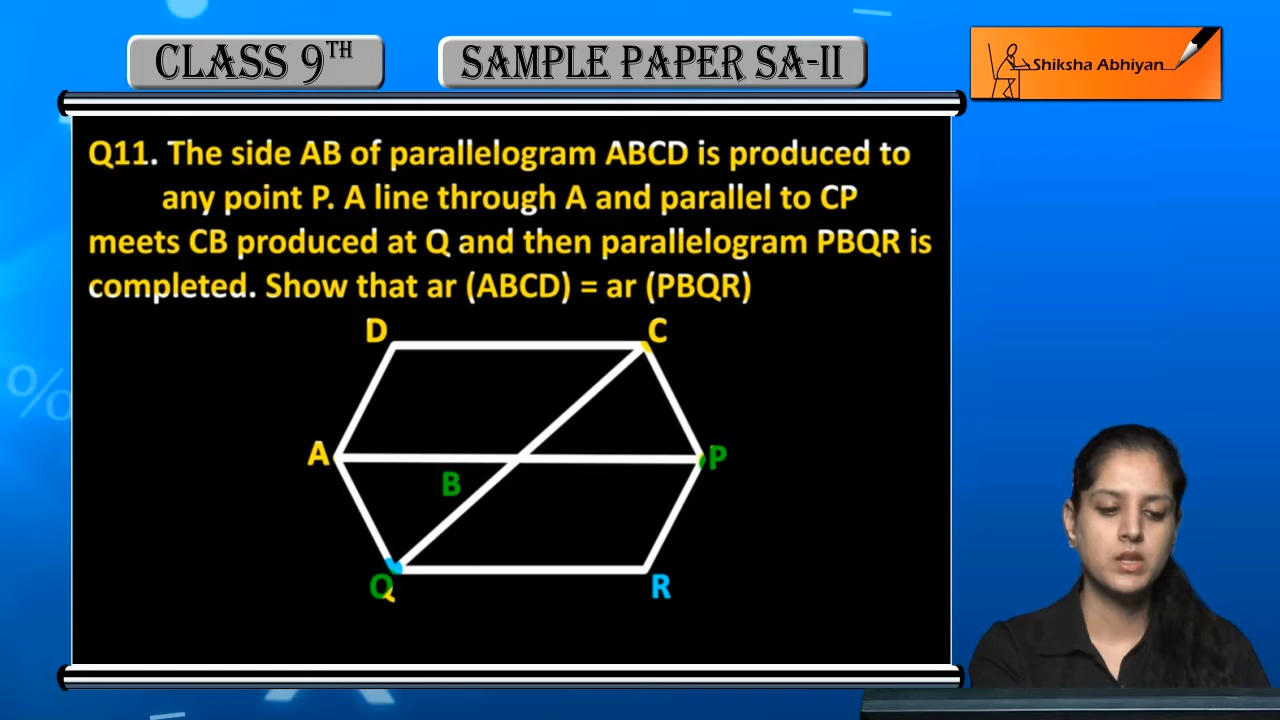 CLASS 9TH
SAMPLE PAPER SA-II
Shiksha Abhiyan
Q11. The side AB of parallelogram ABCD is produced to
any point P. A line through A and parallel to CP
meets CB produced at Q and then parallelogram PBQR is
completed. Show that ar (ABCD) = ar (PBQR)
D
C
A
P
B
Q
R
%